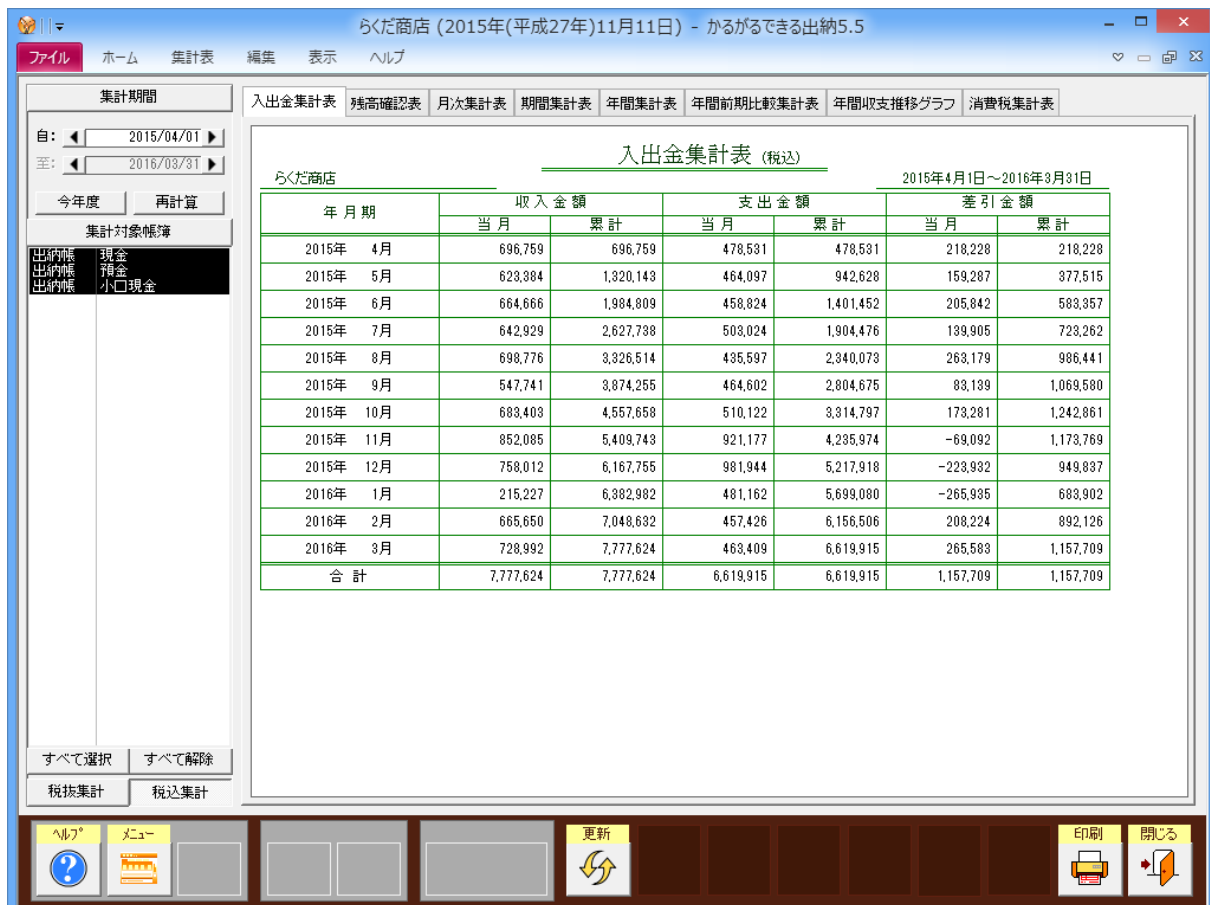 らくだ商店 (2015年(平成27年)11月11日) - かるがるできる出納5.5
ファイル ホーム 集計表 編集 表示 ヘルプ
集計期間
自: 2015/04/01
至: 2016/03/31
今年度 再計算
集計対象帳簿
出納帳 現金
出納帳 預金
出納帳 小口現金
すべて選択 すべて解除
税抜集計 税込集計
入出金集計表 残高確認表 月次集計表 期間集計表 年間集計表 年間前期比較集計表 年間収支推移グラフ 消費税集計表
入出金集計表 (税込)
らくだ商店 2015年4月1日～2016年3月31日
年月期 収入金額 支出金額 差引金額
当月 累計 当月 累計 当月 累計
2015年 4月 696,759 696,759 478,531 478,531 218,228 218,228
2015年 5月 623,384 1,320,143 464,097 942,628 159,287 377,515
2015年 6月 664,666 1,984,809 458,824 1,401,452 205,842 583,357
2015年 7月 642,929 2,627,738 503,024 1,904,476 139,905 723,262
2015年 8月 698,776 3,326,514 435,597 2,340,073 263,179 986,441
2015年 9月 547,741 3,874,255 464,602 2,804,675 83,139 1,069,580
2015年 10月 683,403 4,557,658 510,122 3,314,797 173,281 1,242,861
2015年 11月 852,085 5,409,743 921,177 4,235,974 -69,092 1,173,769
2015年 12月 758,012 6,167,755 981,944 5,217,918 -223,932 949,837
2016年 1月 215,227 6,382,982 481,162 5,699,080 -265,935 683,902
2016年 2月 665,650 7,048,632 457,426 6,156,506 208,224 892,126
2016年 3月 728,992 7,777,624 463,409 6,619,915 265,583 1,157,709
合計 7,777,624 7,777,624 6,619,915 6,619,915 1,157,709 1,157,709
ヘルプ メニュー 更新 印刷 閉じる